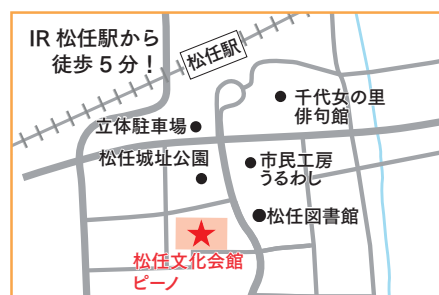 IR 松任駅から
徒歩 5 分！
松任駅
千代女の里
俳句館
立体駐車場
松任城址公園
市民工房
うるわし
松任図書館
松任文化会館
ピーノ